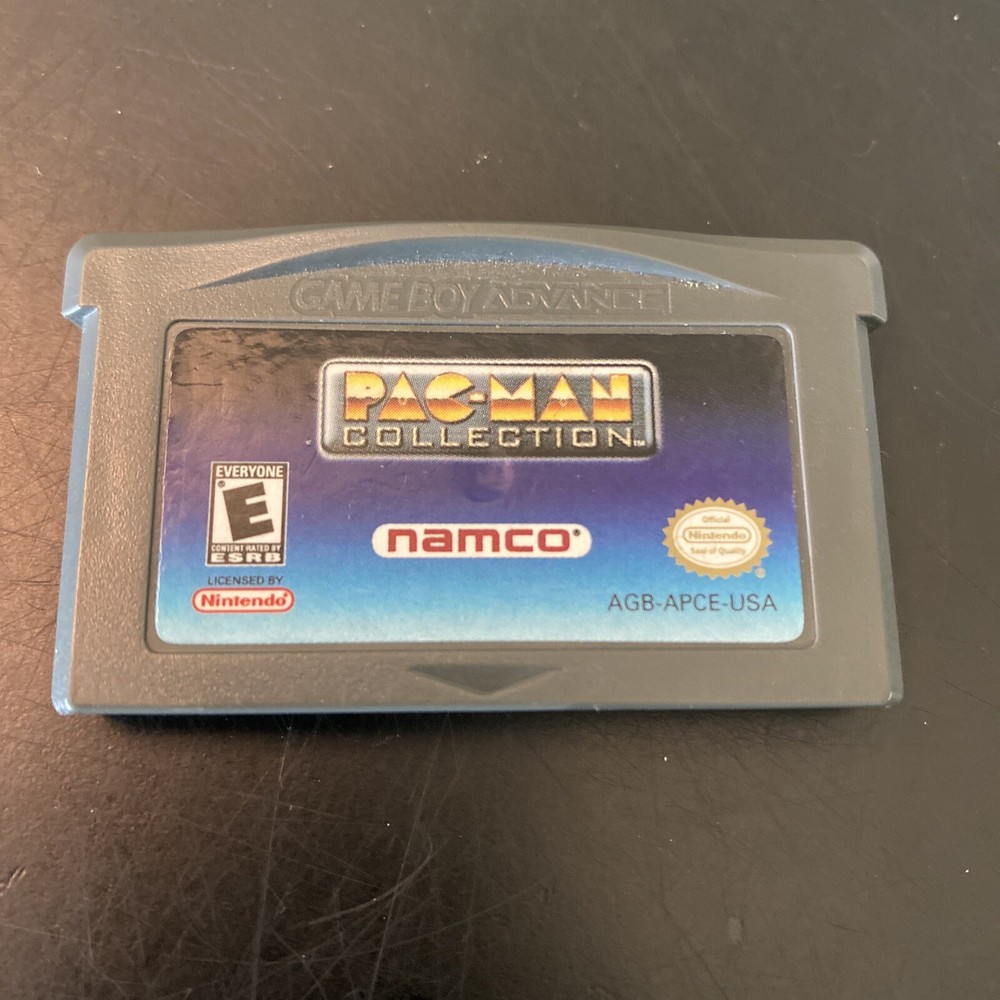 GAME BOY ADVANCE
PAC-MAN
COLLECTION™
EVERYONE
®
E
CONTENT RATED BY
ESRB
namco®
Official
Nintendo
Seal of Quality
®
LICENSED BY
Nintendo®
AGB-APCE-USA